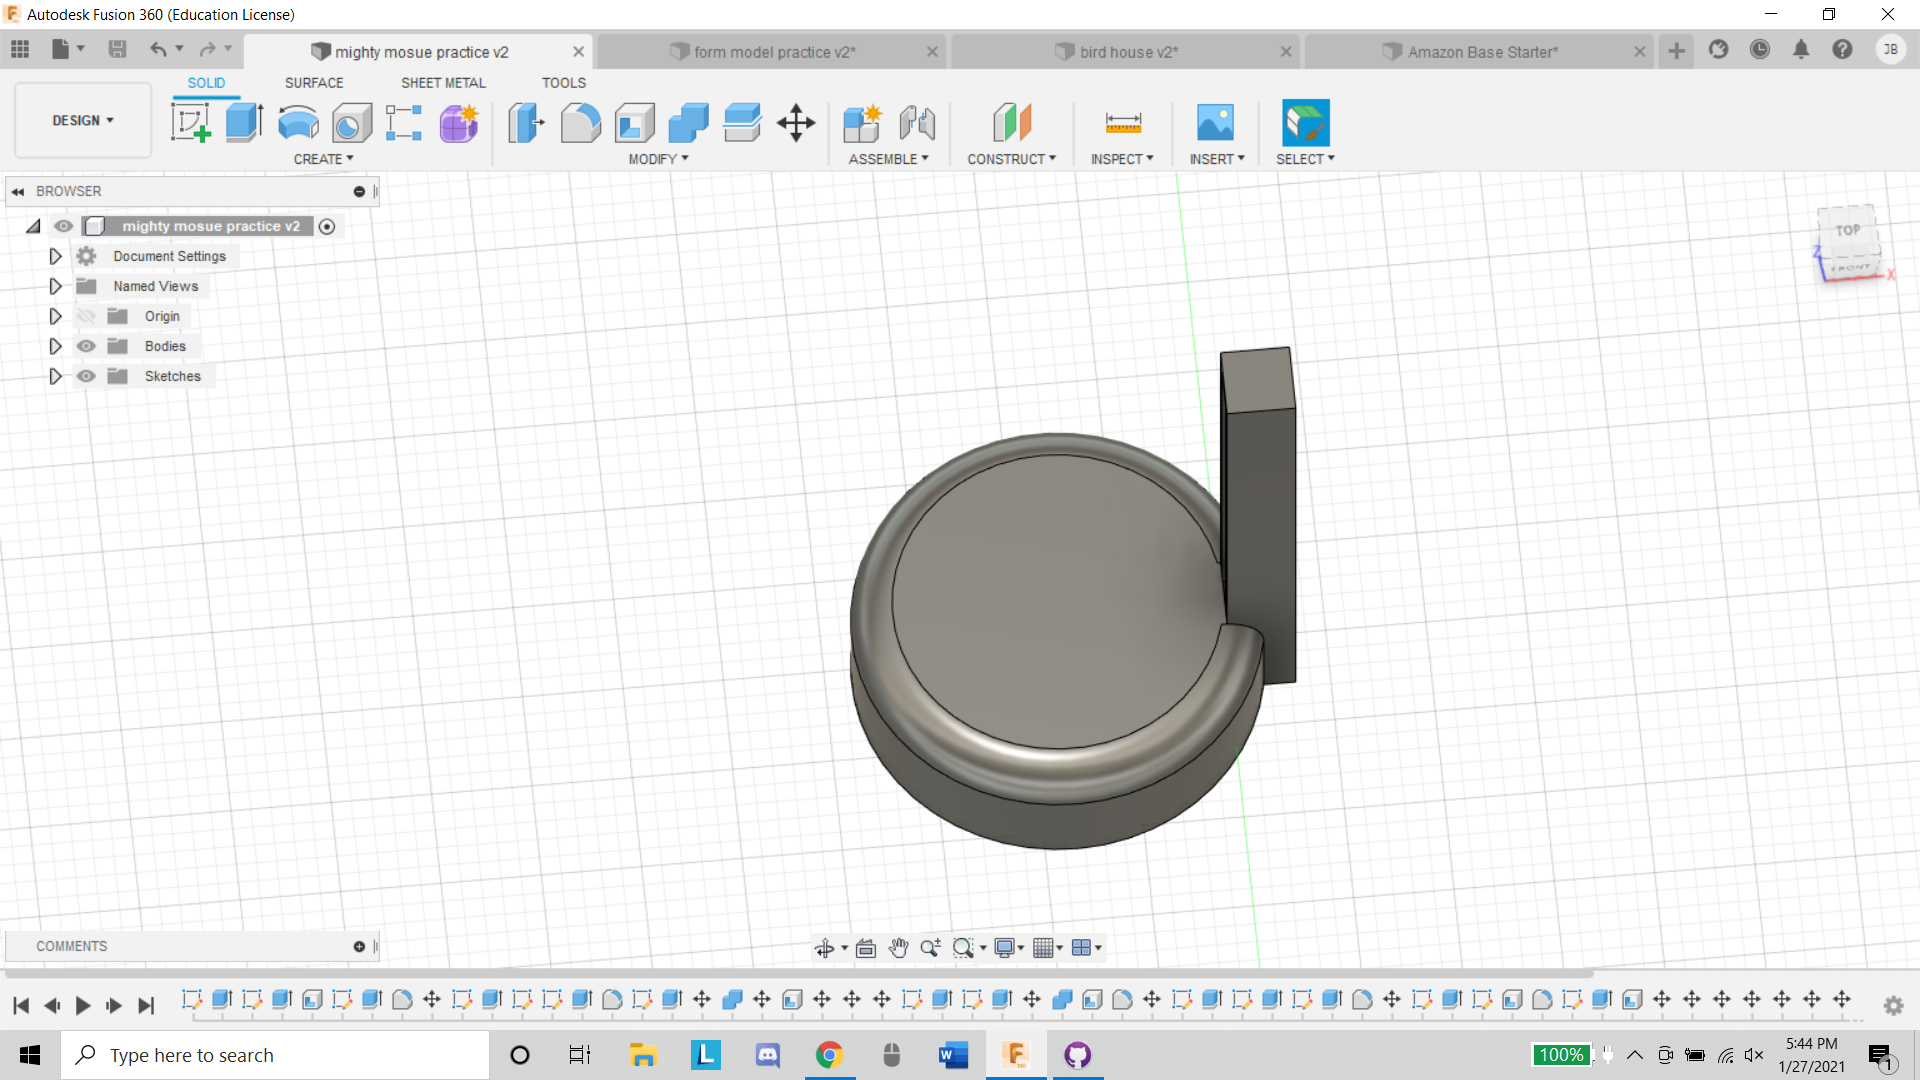 Autodesk Fusion 360 (Education License)
mighty mosue practice v2
form model practice v2*
bird house v2*
Amazon Base Starter*
JB
SOLID
SURFACE
SHEET METAL
TOOLS
DESIGN
CREATE
MODIFY
ASSEMBLE
CONSTRUCT
INSPECT
INSERT
SELECT
BROWSER
mighty mosue practice v2
Document Settings
Named Views
Origin
Bodies
Sketches
TOP
FRONT
Z
X
COMMENTS
Type here to search
100%
5:44 PM
1/27/2021
1